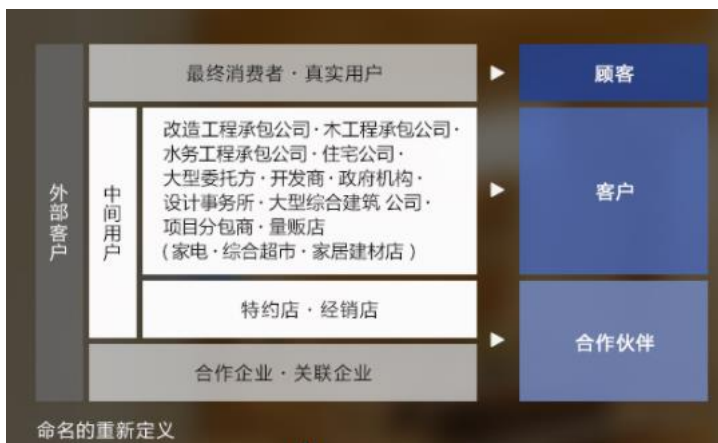 最终消费者·真实用户
顾客
外部客户
中间用户
改造工程承包公司·木工程承包公司·
水务工程承包公司·住宅公司·
大型委托方·开发商·政府机构·
设计事务所·大型综合建筑 公司·
项目分包商·量贩店
(家电·综合超市·家居建材店)
客户
特约店·经销店
合作伙伴
合作企业·关联企业
命名的重新定义